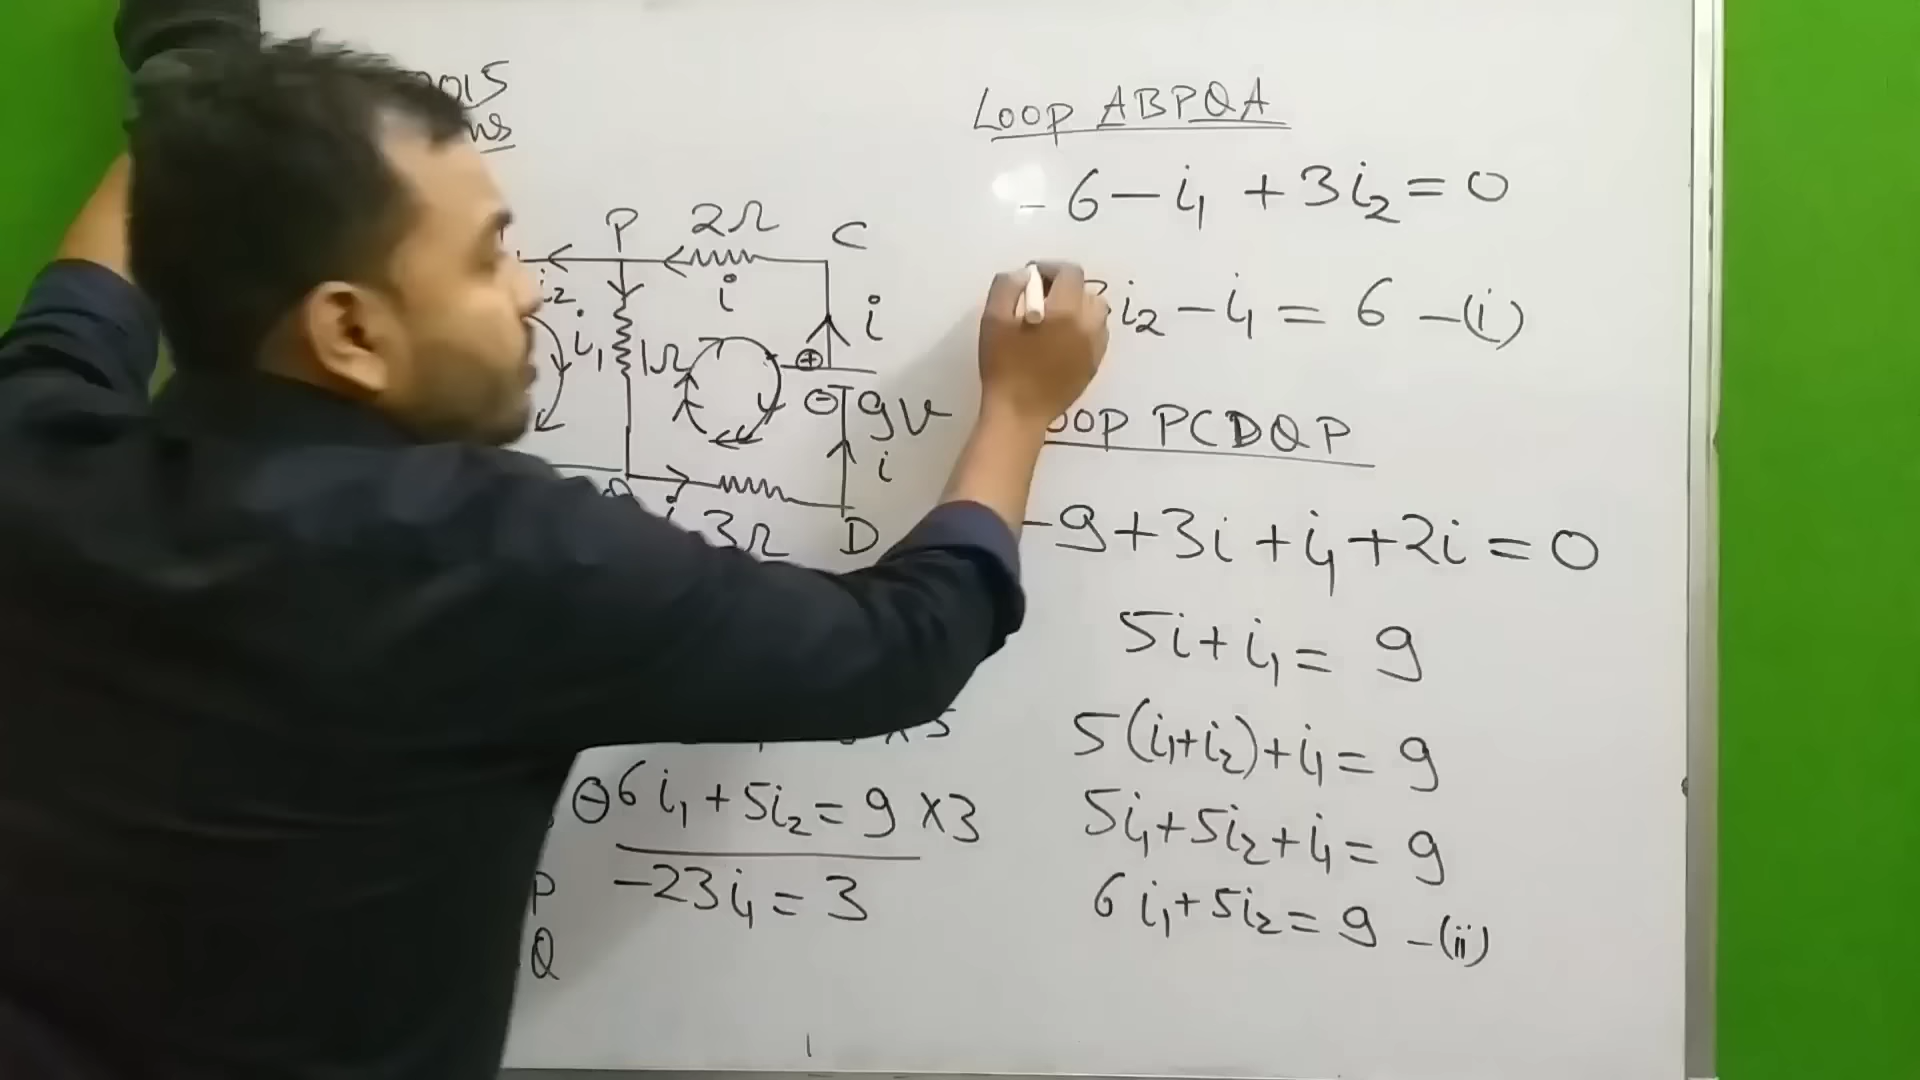 2015
P 2Ω C
i₂ i i
i₁ 1Ω ⊕
⊖ 9V
i
3Ω D
⊖ 6i₁ + 5i₂ = 9 ×3
-23i₁ = 3
P
Q
Loop ABPQA
- 6 - i₁ + 3i₂ = 0
i₂ - i₁ = 6 -(i)
PCDQP
-9 + 3i + i₁ + 2i = 0
5i + i₁ = 9
5(i₁+i₂) + i₁ = 9
5i₁ + 5i₂ + i₁ = 9
6i₁ + 5i₂ = 9 -(ii)